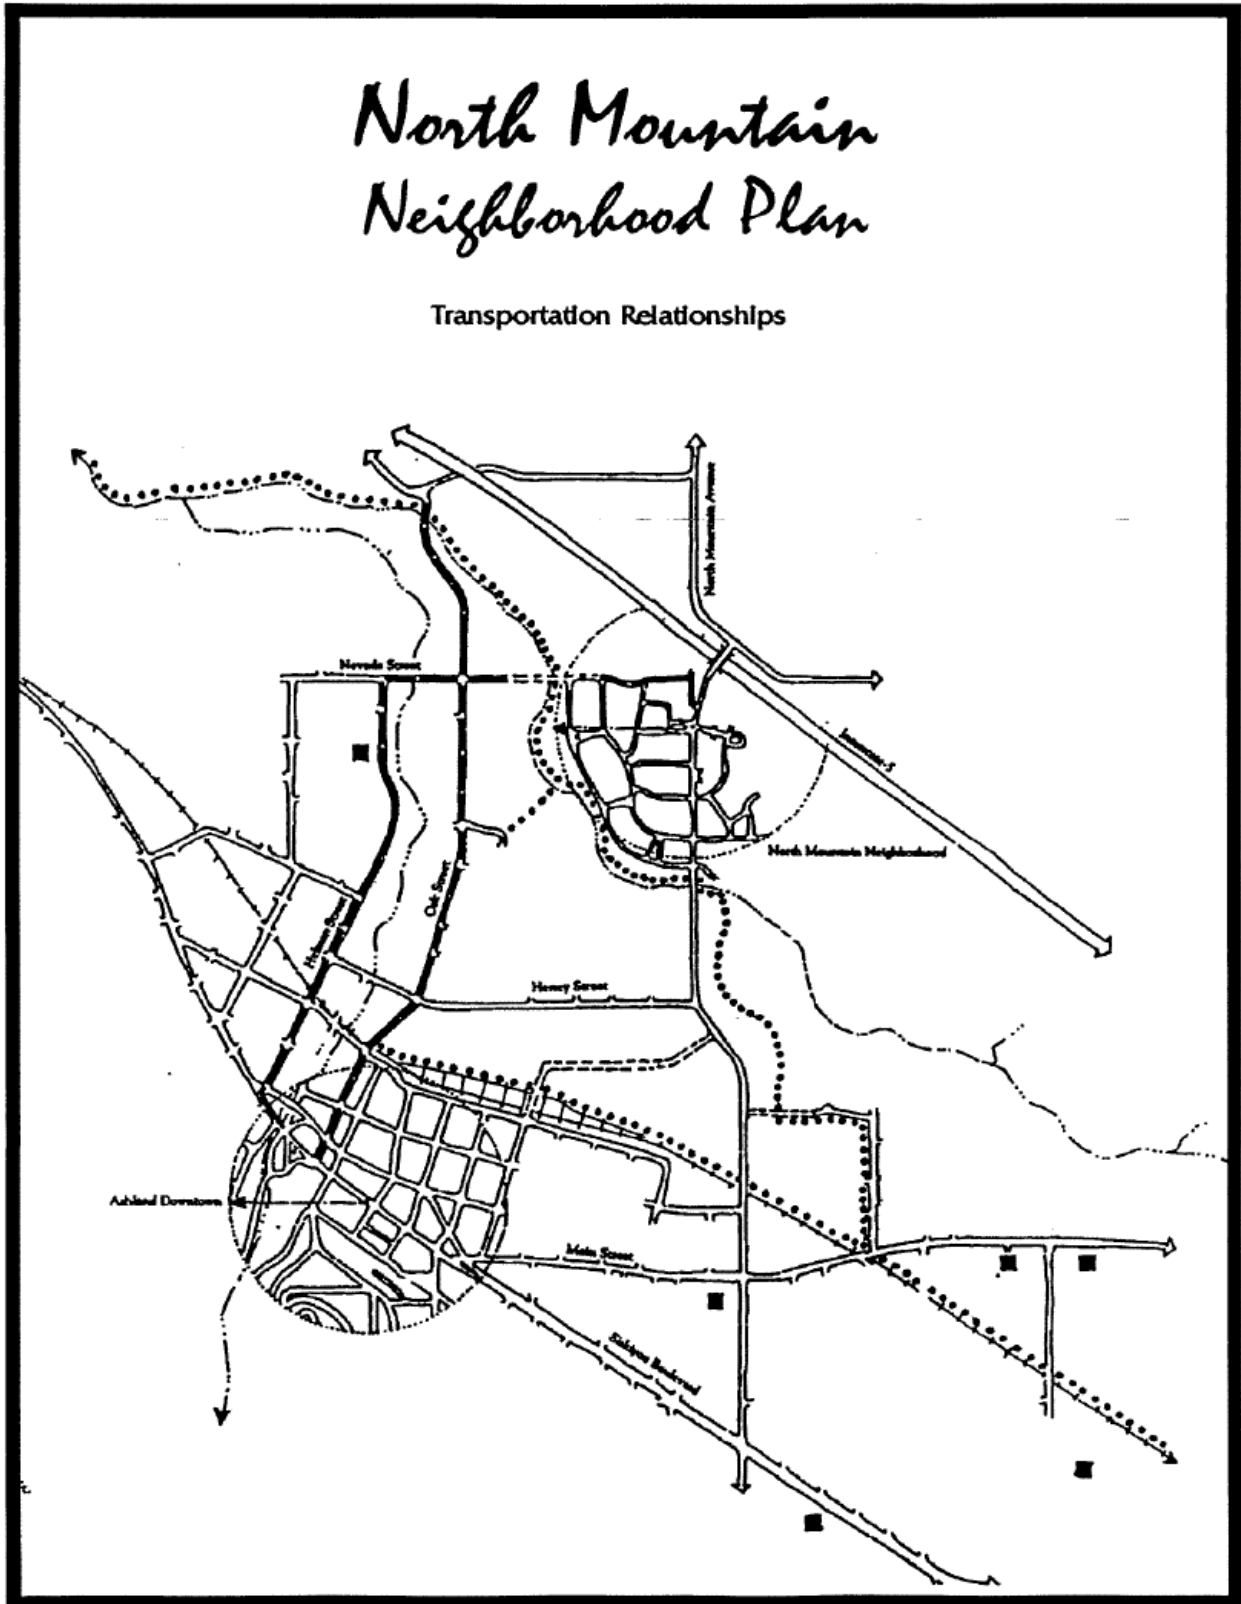 North Mountain
Neighborhood Plan
Transportation Relationships
North Mountain Avenue
Nevada Street
Interstate-5
North Mountain Neighborhood
Oak Street
Helman Street
Hersey Street
Ashland Downtown
Main Street
Siskiyou Boulevard